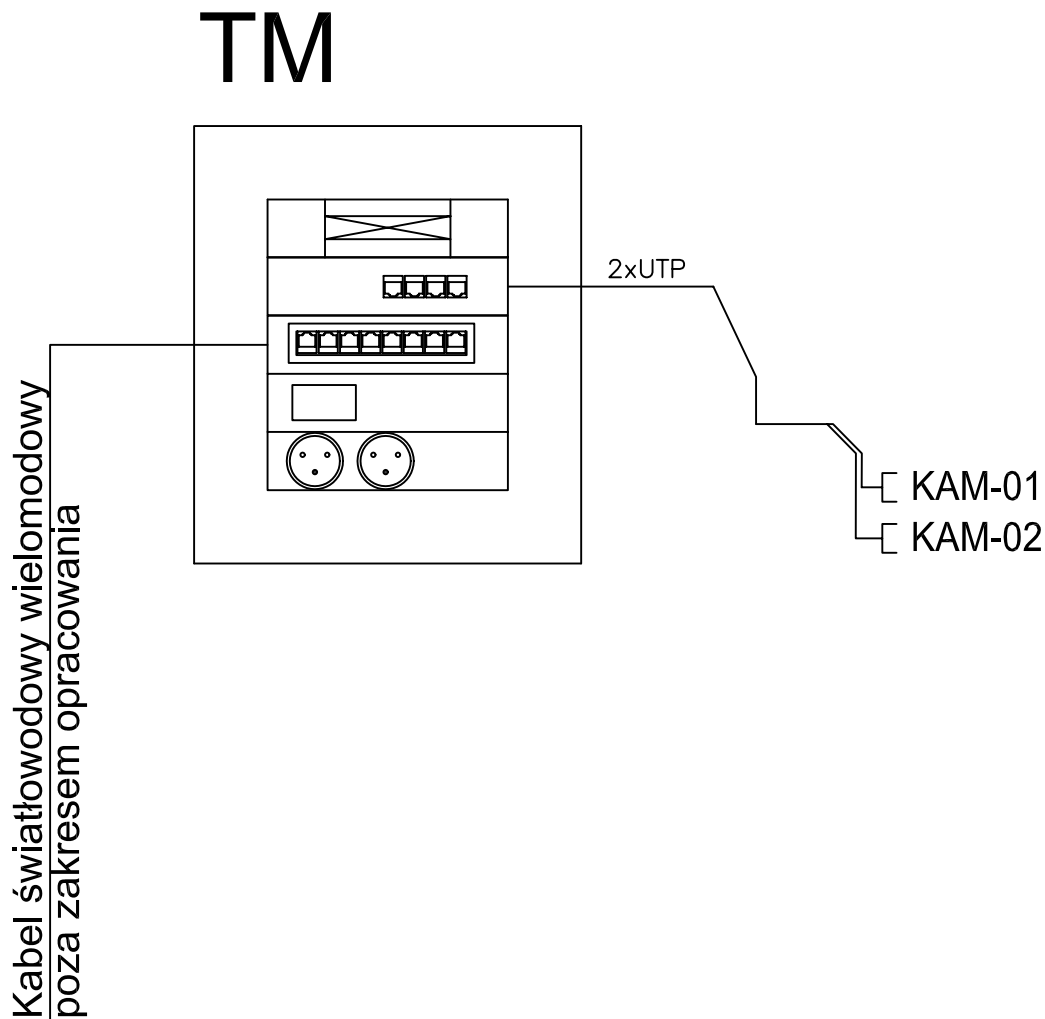 TM
2xUTP
KAM-01
KAM-02
Kabel światłowodowy wielomodowy
poza zakresem opracowania